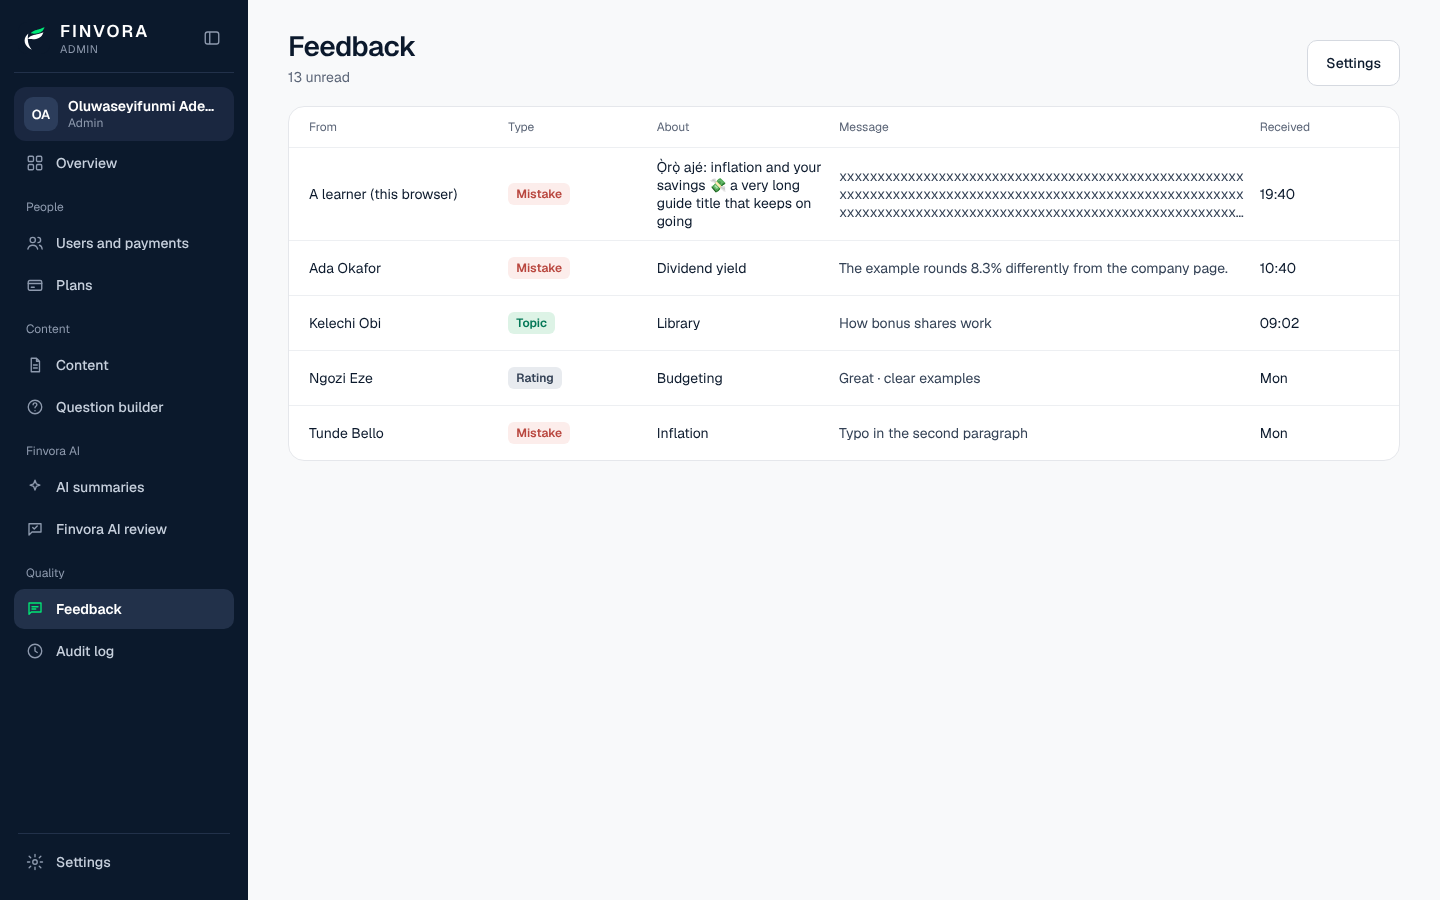 FINVORA
ADMIN
OA
Oluwaseyifunmi Ade...
Admin
Overview
People
Users and payments
Plans
Content
Content
Question builder
Finvora AI
AI summaries
Finvora AI review
Quality
Feedback
Audit log
Settings
Feedback
13 unread
Settings
From Type About Message Received
A learner (this browser) Mistake
Ọ̀rọ̀ ajé: inflation and your
savings 💸 a very long
guide title that keeps on
going
xxxxxxxxxxxxxxxxxxxxxxxxxxxxxxxxxxxxxxxxxxxxxxxxxxxxx
xxxxxxxxxxxxxxxxxxxxxxxxxxxxxxxxxxxxxxxxxxxxxxxxxxxxx
xxxxxxxxxxxxxxxxxxxxxxxxxxxxxxxxxxxxxxxxxxxxxxxxxxxx...
19:40
Ada Okafor Mistake Dividend yield The example rounds 8.3% differently from the company page. 10:40
Kelechi Obi Topic Library How bonus shares work 09:02
Ngozi Eze Rating Budgeting Great · clear examples Mon
Tunde Bello Mistake Inflation Typo in the second paragraph Mon